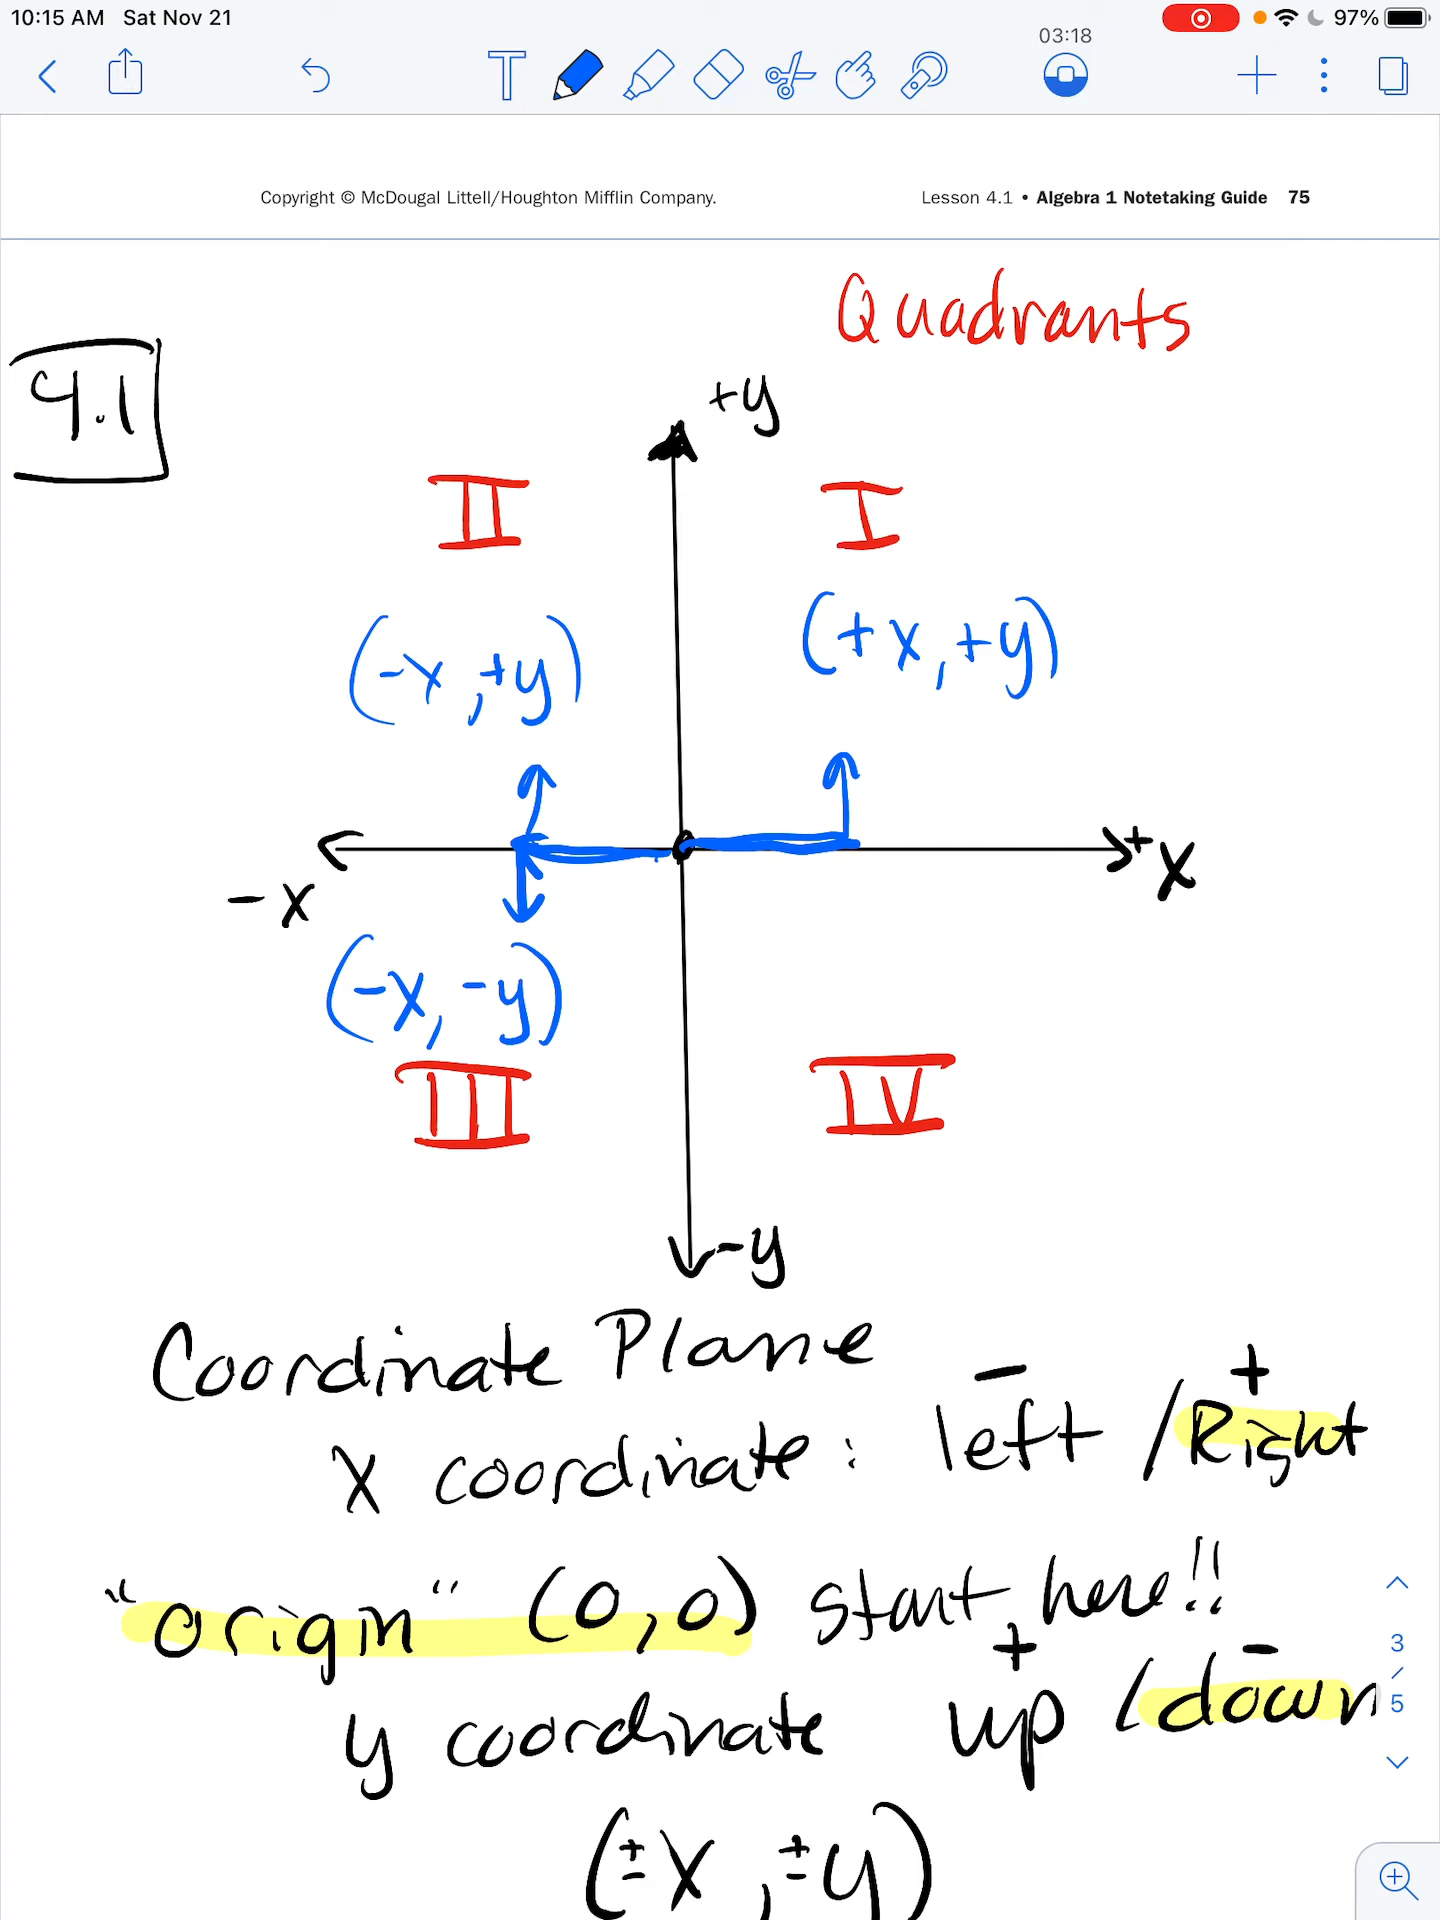 10:15 AM Sat Nov 21
97%
03:18
T
Copyright © McDougal Littell/Houghton Mifflin Company.
Lesson 4.1 • Algebra 1 Notetaking Guide 75
Quadrants
4.1
+y
II
I
(-x,+y)
(+x,+y)
+x
-x
(-x,-y)
III
IV
-y
Coordinate Plane
- +
x coordinate: left / Right
"origin" (0,0) start here!!
+ -
y coordinate up / down
(±x, ±y)
3
/
5